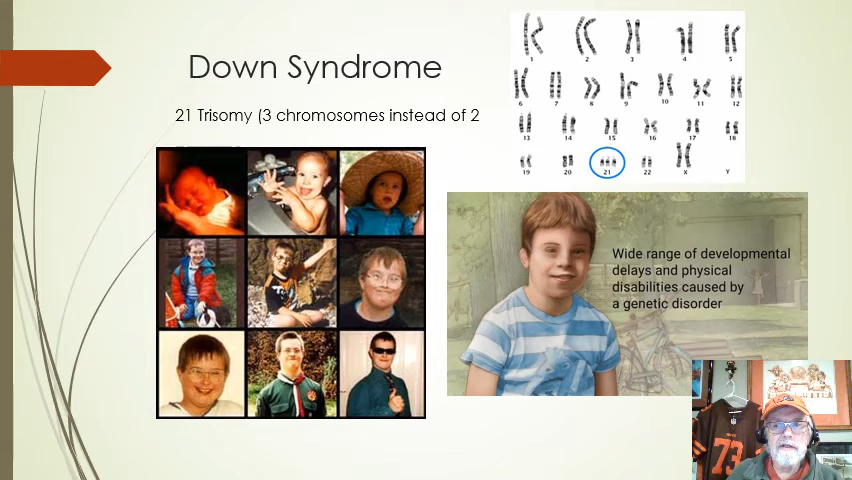 Down Syndrome
21 Trisomy (3 chromosomes instead of 2
1 2 3 4 5
6 7 8 9 10 11 12
13 14 15 16 17 18
19 20 21 22 X Y
Wide range of developmental
delays and physical
disabilities caused by
a genetic disorder
73